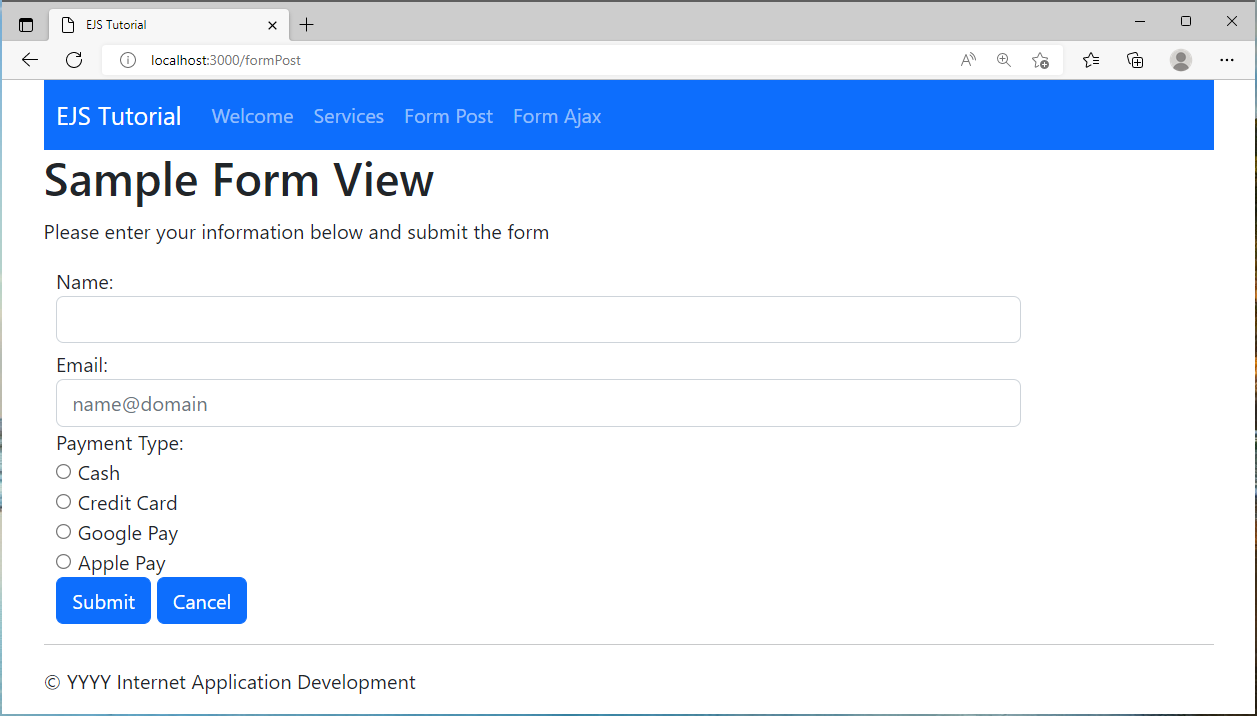 EJS Tutorial
localhost:3000/formPost
EJS Tutorial Welcome Services Form Post Form Ajax
Sample Form View
Please enter your information below and submit the form
Name:
Email:
name@domain
Payment Type:
Cash
Credit Card
Google Pay
Apple Pay
Submit Cancel
© YYYY Internet Application Development